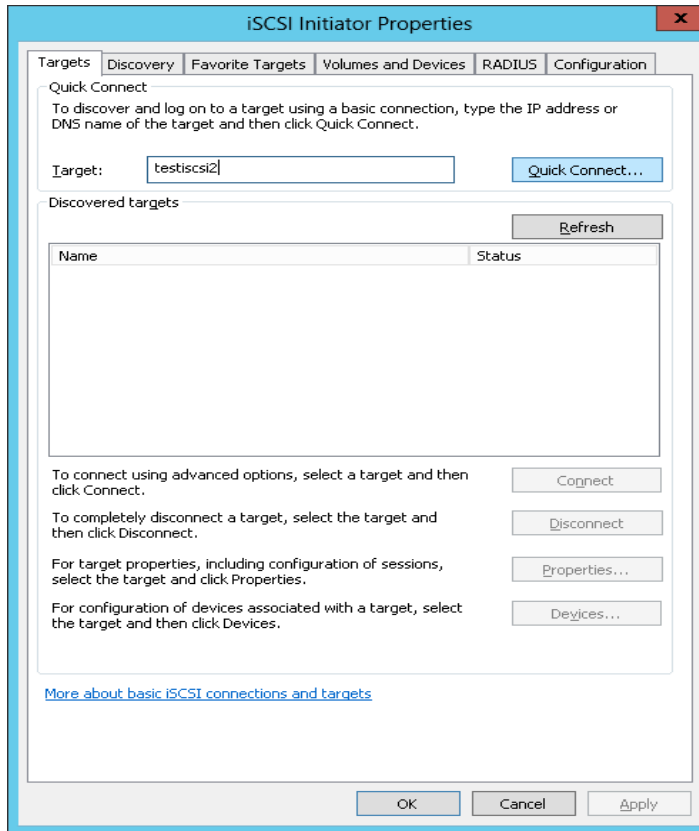 iSCSI Initiator Properties
x
Targets Discovery Favorite Targets Volumes and Devices RADIUS Configuration
Quick Connect
To discover and log on to a target using a basic connection, type the IP address or
DNS name of the target and then click Quick Connect.
Target: testiscsi2 Quick Connect...
Discovered targets
Refresh
Name Status
To connect using advanced options, select a target and then
click Connect.
Connect
To completely disconnect a target, select the target and
then click Disconnect.
Disconnect
For target properties, including configuration of sessions,
select the target and click Properties.
Properties...
For configuration of devices associated with a target, select
the target and then click Devices.
Devices...
More about basic iSCSI connections and targets
OK Cancel Apply